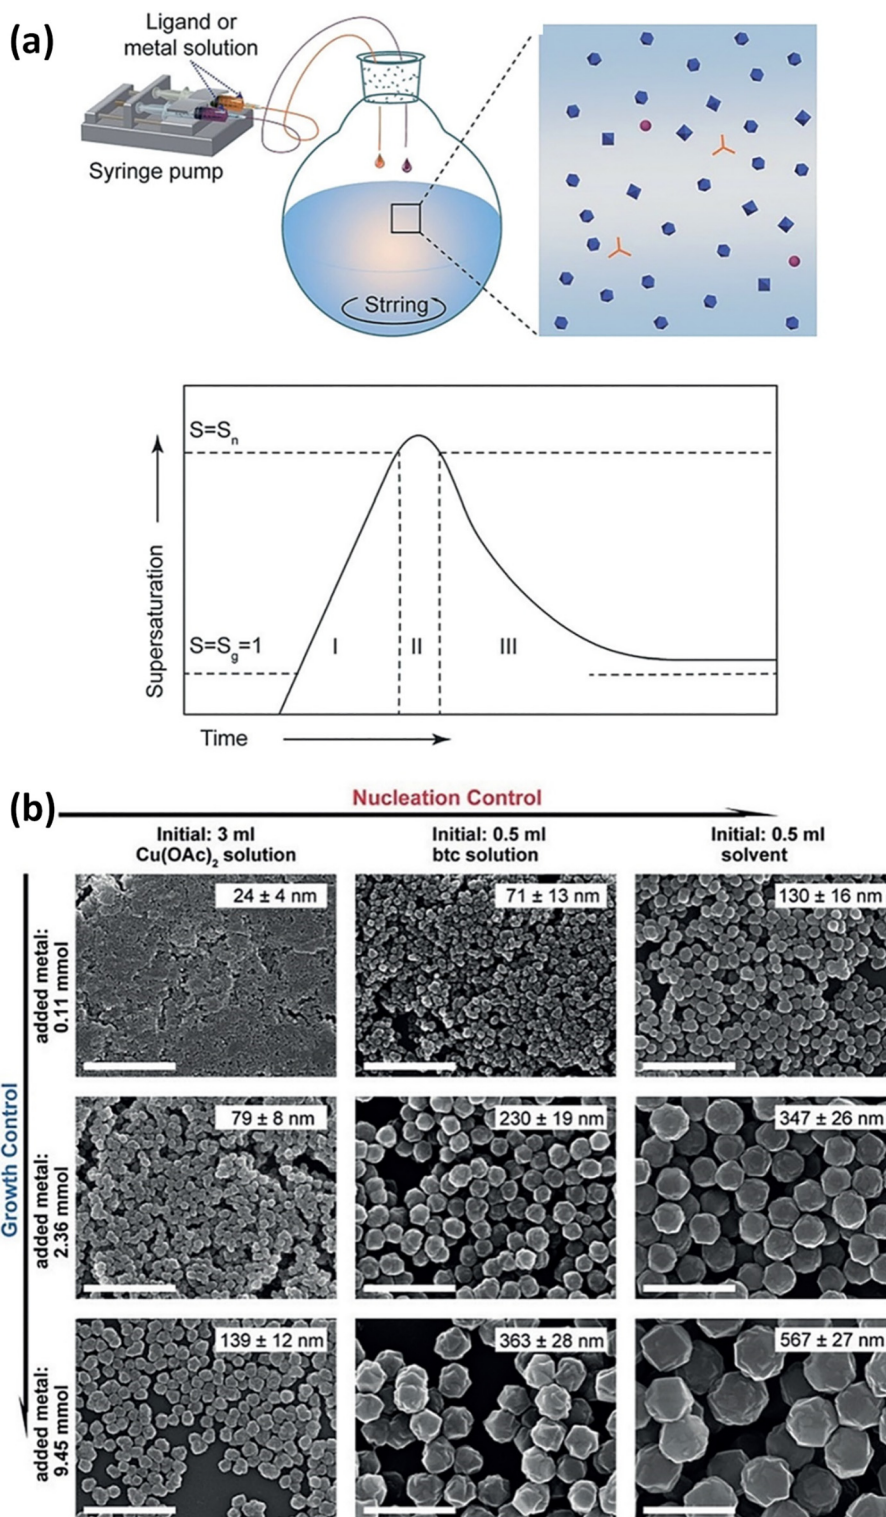 (a)
Ligand or
metal solution
Syringe pump
Strring
S=Sn
S=Sg=1
I
II
III
Supersaturation
Time
(b)
Nucleation Control
Initial: 3 ml
Cu(OAc)2 solution
Initial: 0.5 ml
btc solution
Initial: 0.5 ml
solvent
Growth Control
added metal:
0.11 mmol
24 ± 4 nm
71 ± 13 nm
130 ± 16 nm
added metal:
2.36 mmol
79 ± 8 nm
230 ± 19 nm
347 ± 26 nm
added metal:
9.45 mmol
139 ± 12 nm
363 ± 28 nm
567 ± 27 nm